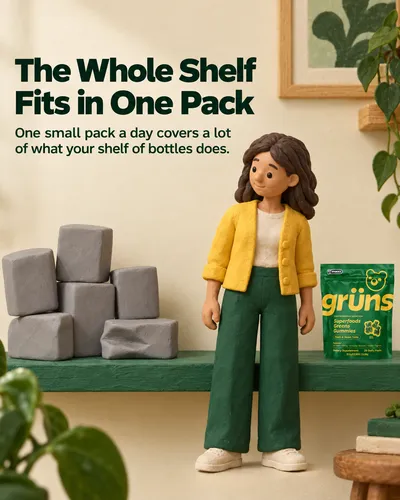 The Whole Shelf
Fits in One Pack
One small pack a day covers a lot
of what your shelf of bottles does.
grüns
Superfoods
Greens
Gummies